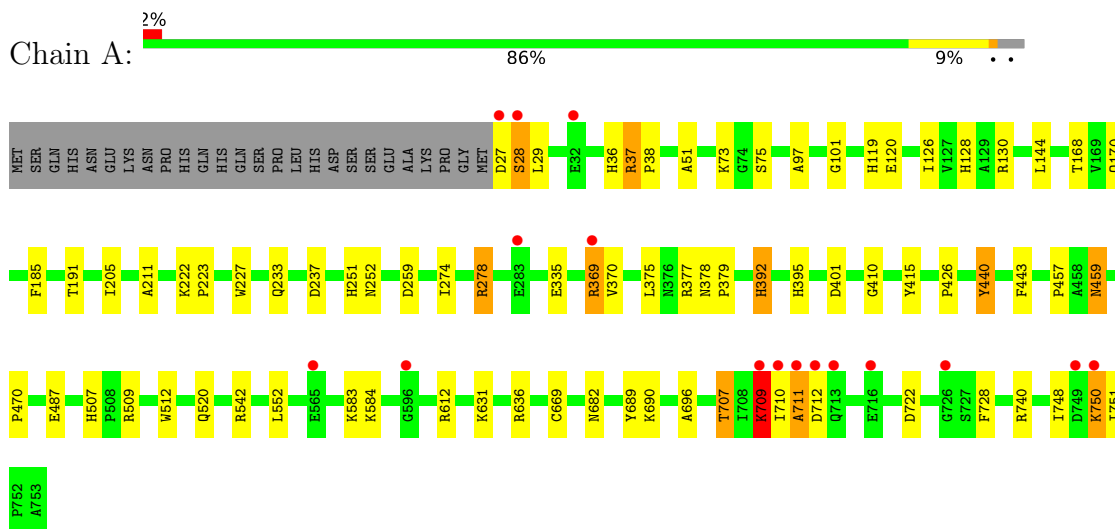 2%
Chain A:
86% 9% • •
MET SER GLN HIS ASN GLU LYS ASN PRO HIS GLN HIS GLN SER PRO LEU HIS ASP SER SER GLU ALA LYS PRO GLY MET D27 S28 L29 E32 H36 R37 P38 A51 K73 G74 S75 A97 G101 H119 E120 I126 V127 H128 A129 R130 L144 T168 V169
F185 T191 I205 A211 K222 P223 W227 Q233 D237 H251 N252 D259 I274 R278 E283 E335 R369 V370 L375 N376 R377 N378 P379 H392 H395 D401 G410 Y415 P426 Y440 F443 P457 A458 N459
P470 E487 H507 P508 R509 W512 Q520 R542 L552 E565 K583 K584 G596 R612 K631 R636 C669 N682 Y689 K690 A696 T707 I708 K709 I710 A711 D712 Q713 E716 D722 G726 S727 F728 R740 I748 D749 K750
P752 A753